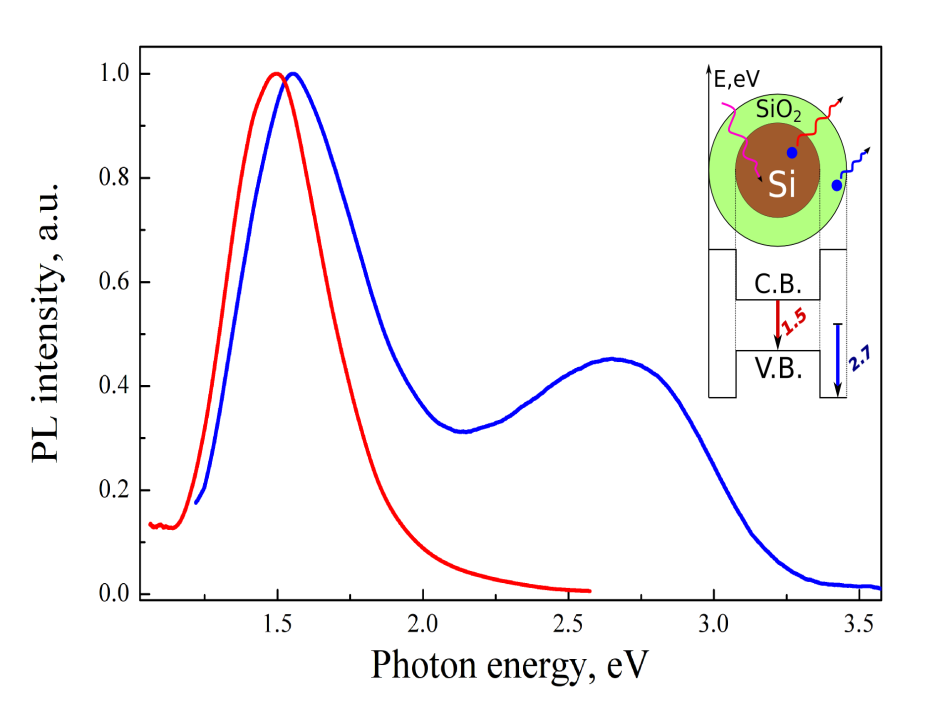 PL intensity, a.u.
1.0
0.8
0.6
0.4
0.2
0.0
1.5 2.0 2.5 3.0 3.5
Photon energy, eV
E,eV
SiO₂
Si
C.B.
1.5
V.B.
2.7